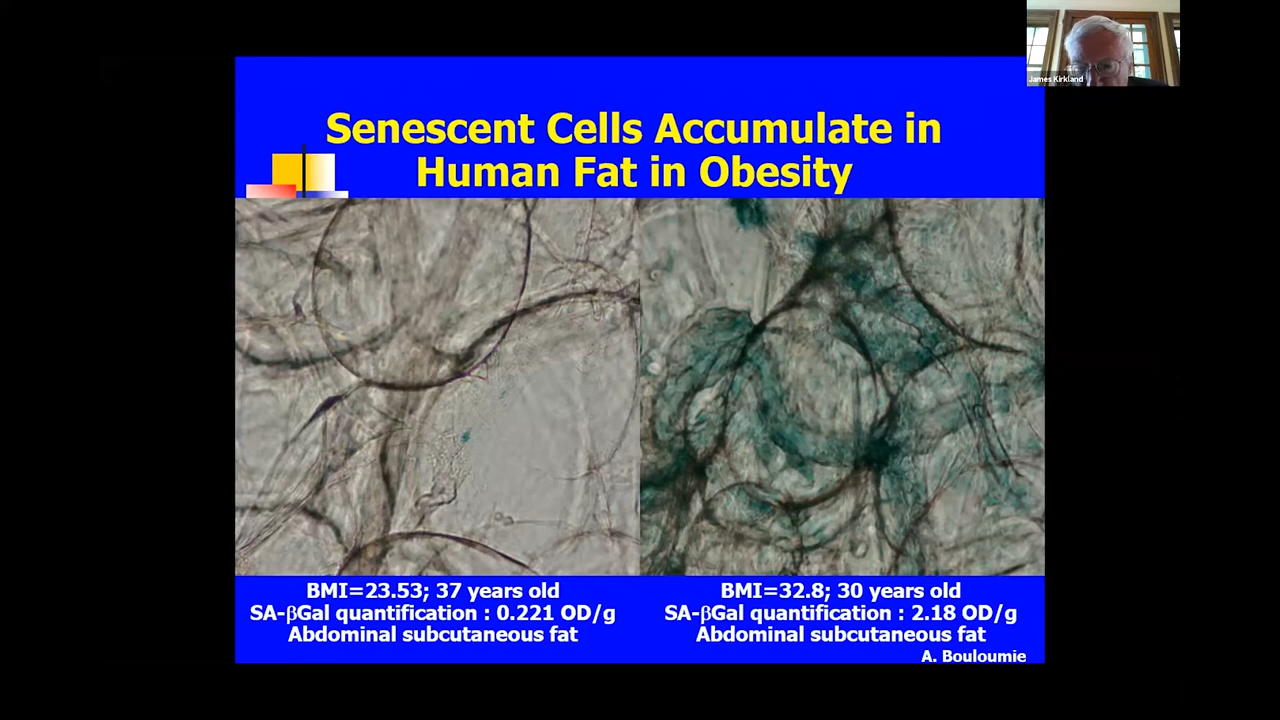 James Kirkland
Senescent Cells Accumulate in
Human Fat in Obesity
BMI=23.53; 37 years old
SA-βGal quantification : 0.221 OD/g
Abdominal subcutaneous fat
BMI=32.8; 30 years old
SA-βGal quantification : 2.18 OD/g
Abdominal subcutaneous fat
A. Bouloumie